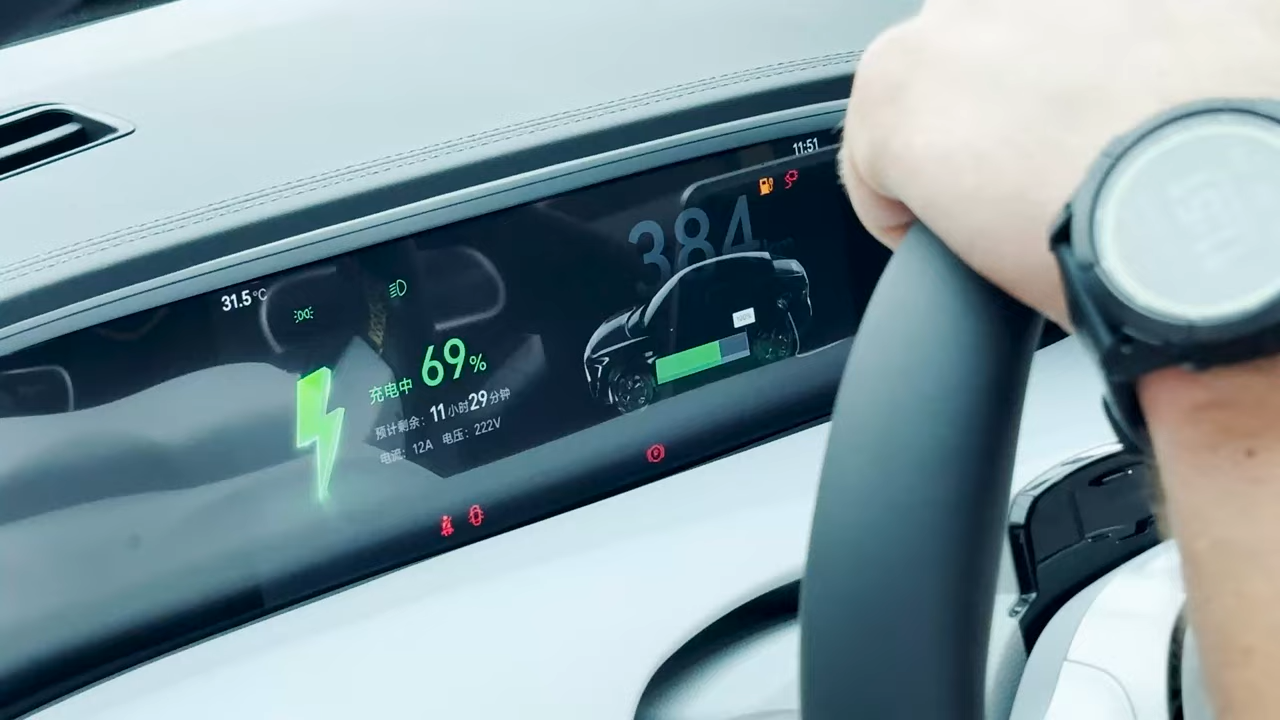 11:51
31.5°C
384
充电中 69%
100%
预计剩余：11小时29分钟
电流：12A 电压：222V